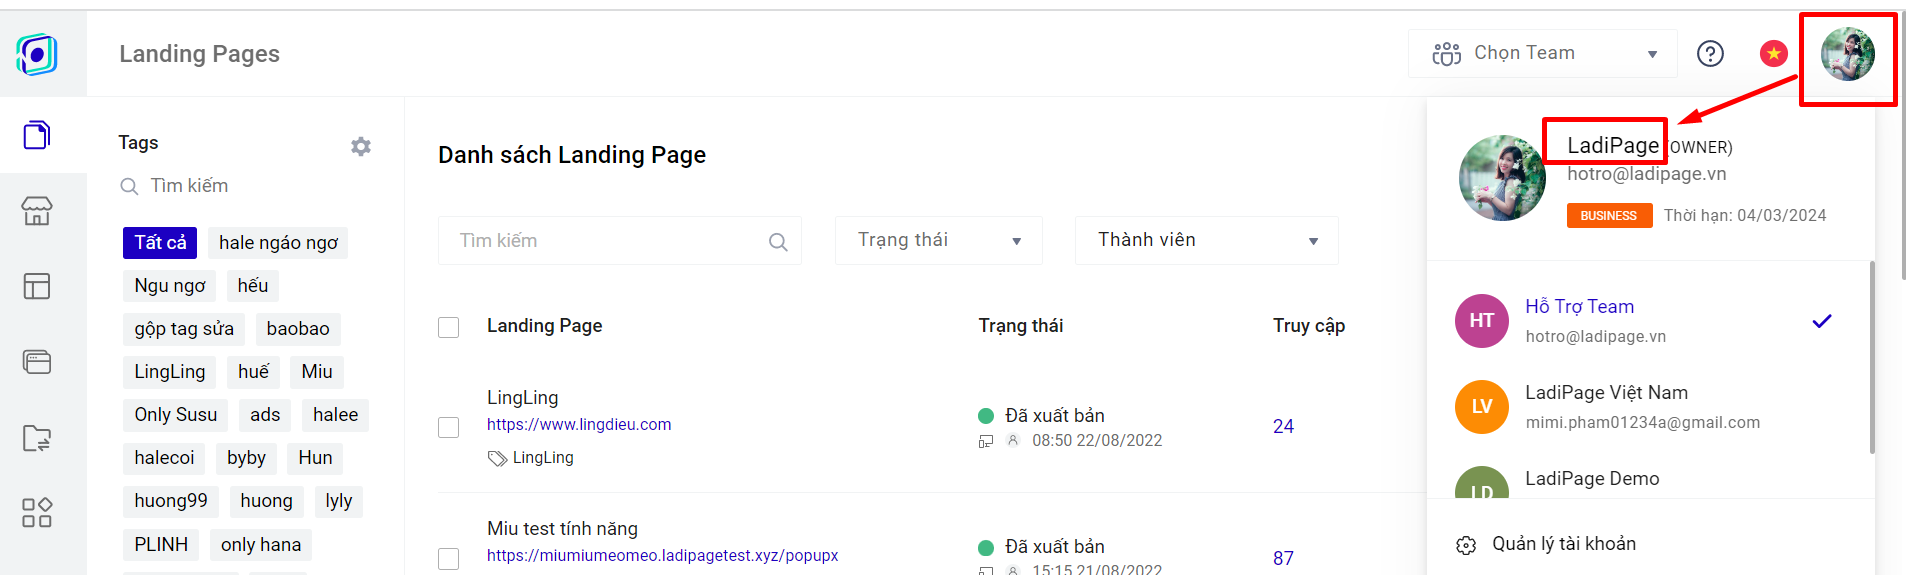 Landing Pages
Chọn Team
Tags
Tìm kiếm
Tất cả
hale ngáo ngơ
Ngu ngơ
hếu
gộp tag sửa
baobao
LingLing
huế
Miu
Only Susu
ads
halee
halecoi
byby
Hun
huong99
huong
lyly
PLINH
only hana
Danh sách Landing Page
Tìm kiếm
Trạng thái
Thành viên
Landing Page
Trạng thái
Truy cập
LingLing
https://www.lingdieu.com
LingLing
Đã xuất bản
08:50 22/08/2022
24
Miu test tính năng
https://miumiumeomeo.ladipagetest.xyz/popupx
Đã xuất bản
15:15 21/08/2022
87
LadiPage (OWNER)
hotro@ladipage.vn
BUSINESS
Thời hạn: 04/03/2024
HT
Hỗ Trợ Team
hotro@ladipage.vn
LV
LadiPage Việt Nam
mimi.pham01234a@gmail.com
LD
LadiPage Demo
Quản lý tài khoản